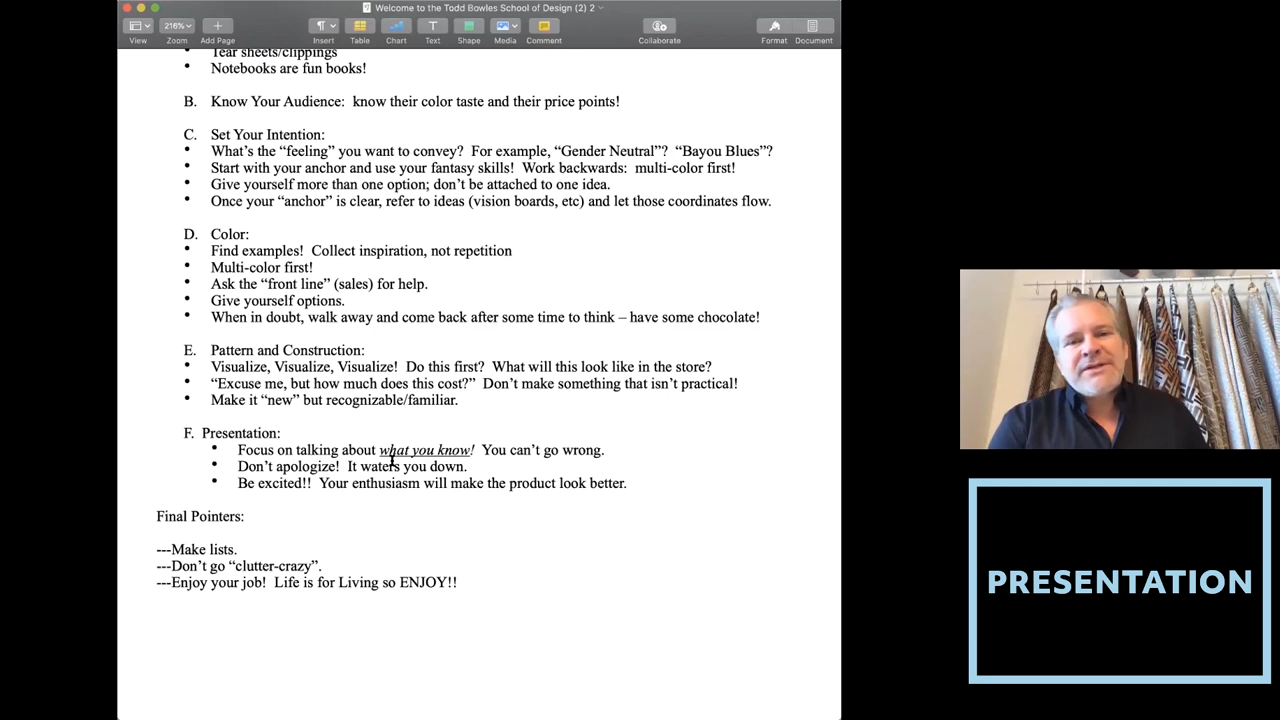 Welcome to the Todd Bowles School of Design (2) 2
216%
View
Zoom
Add Page
Insert
Table
Chart
Text
Shape
Media
Comment
Collaborate
Format
Document
• Tear sheets/clippings
• Notebooks are fun books!
B. Know Your Audience: know their color taste and their price points!
C. Set Your Intention:
• What’s the “feeling” you want to convey? For example, “Gender Neutral”? “Bayou Blues”?
• Start with your anchor and use your fantasy skills! Work backwards: multi-color first!
• Give yourself more than one option; don’t be attached to one idea.
• Once your “anchor” is clear, refer to ideas (vision boards, etc) and let those coordinates flow.
D. Color:
• Find examples! Collect inspiration, not repetition
• Multi-color first!
• Ask the “front line” (sales) for help.
• Give yourself options.
• When in doubt, walk away and come back after some time to think – have some chocolate!
E. Pattern and Construction:
• Visualize, Visualize, Visualize! Do this first? What will this look like in the store?
• “Excuse me, but how much does this cost?” Don’t make something that isn’t practical!
• Make it “new” but recognizable/familiar.
F. Presentation:
• Focus on talking about what you know! You can’t go wrong.
• Don’t apologize! It waters you down.
• Be excited!! Your enthusiasm will make the product look better.
Final Pointers:
---Make lists.
---Don’t go “clutter-crazy”.
---Enjoy your job! Life is for Living so ENJOY!!
PRESENTATION